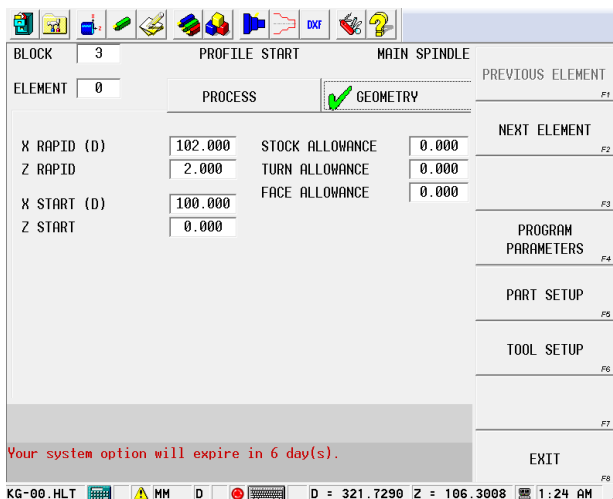 DXF
BLOCK 3 PROFILE START MAIN SPINDLE
ELEMENT 0
PROCESS GEOMETRY
X RAPID (D) 102.000 STOCK ALLOWANCE 0.000
Z RAPID 2.000 TURN ALLOWANCE 0.000
FACE ALLOWANCE 0.000
X START (D) 100.000
Z START 0.000
PREVIOUS ELEMENT
F1
NEXT ELEMENT
F2
F3
PROGRAM
PARAMETERS
F4
PART SETUP
F5
TOOL SETUP
F6
F7
EXIT
F8
Your system option will expire in 6 day(s).
KG-00.HLT MM D D = 321.7290 Z = 106.3008 1:24 AM